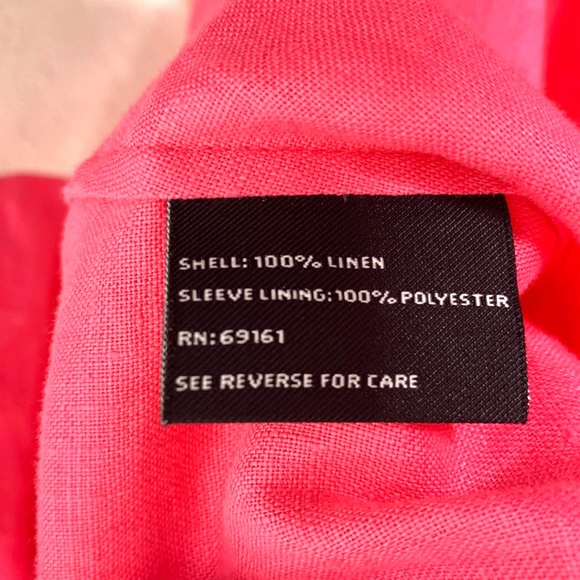 SHELL: 100% LINEN
SLEEVE LINING: 100% POLYESTER
RN: 69161
SEE REVERSE FOR CARE